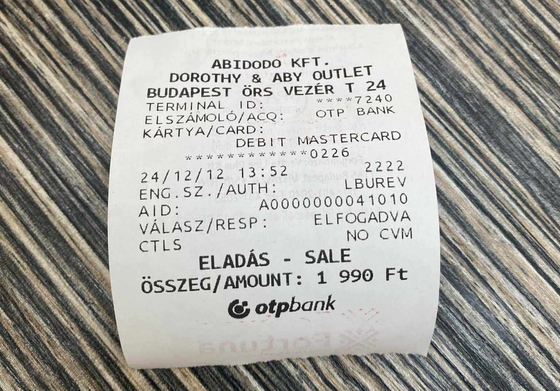 ABIDODO KFT.
DOROTHY & ABY OUTLET
BUDAPEST ÖRS VEZÉR T 24
TERMINAL ID: ****7240
ELSZÁMOLÓ/ACQ: OTP BANK
KÁRTYA/CARD:
DEBIT MASTERCARD
************0226
24/12/12 13:52 2222
ENG.SZ./AUTH: LBUREV
AID: A0000000041010
VÁLASZ/RESP: ELFOGADVA
CTLS NO CVM
ELADÁS - SALE
ÖSSZEG/AMOUNT: 1 990 Ft
otpbank
Fortuna